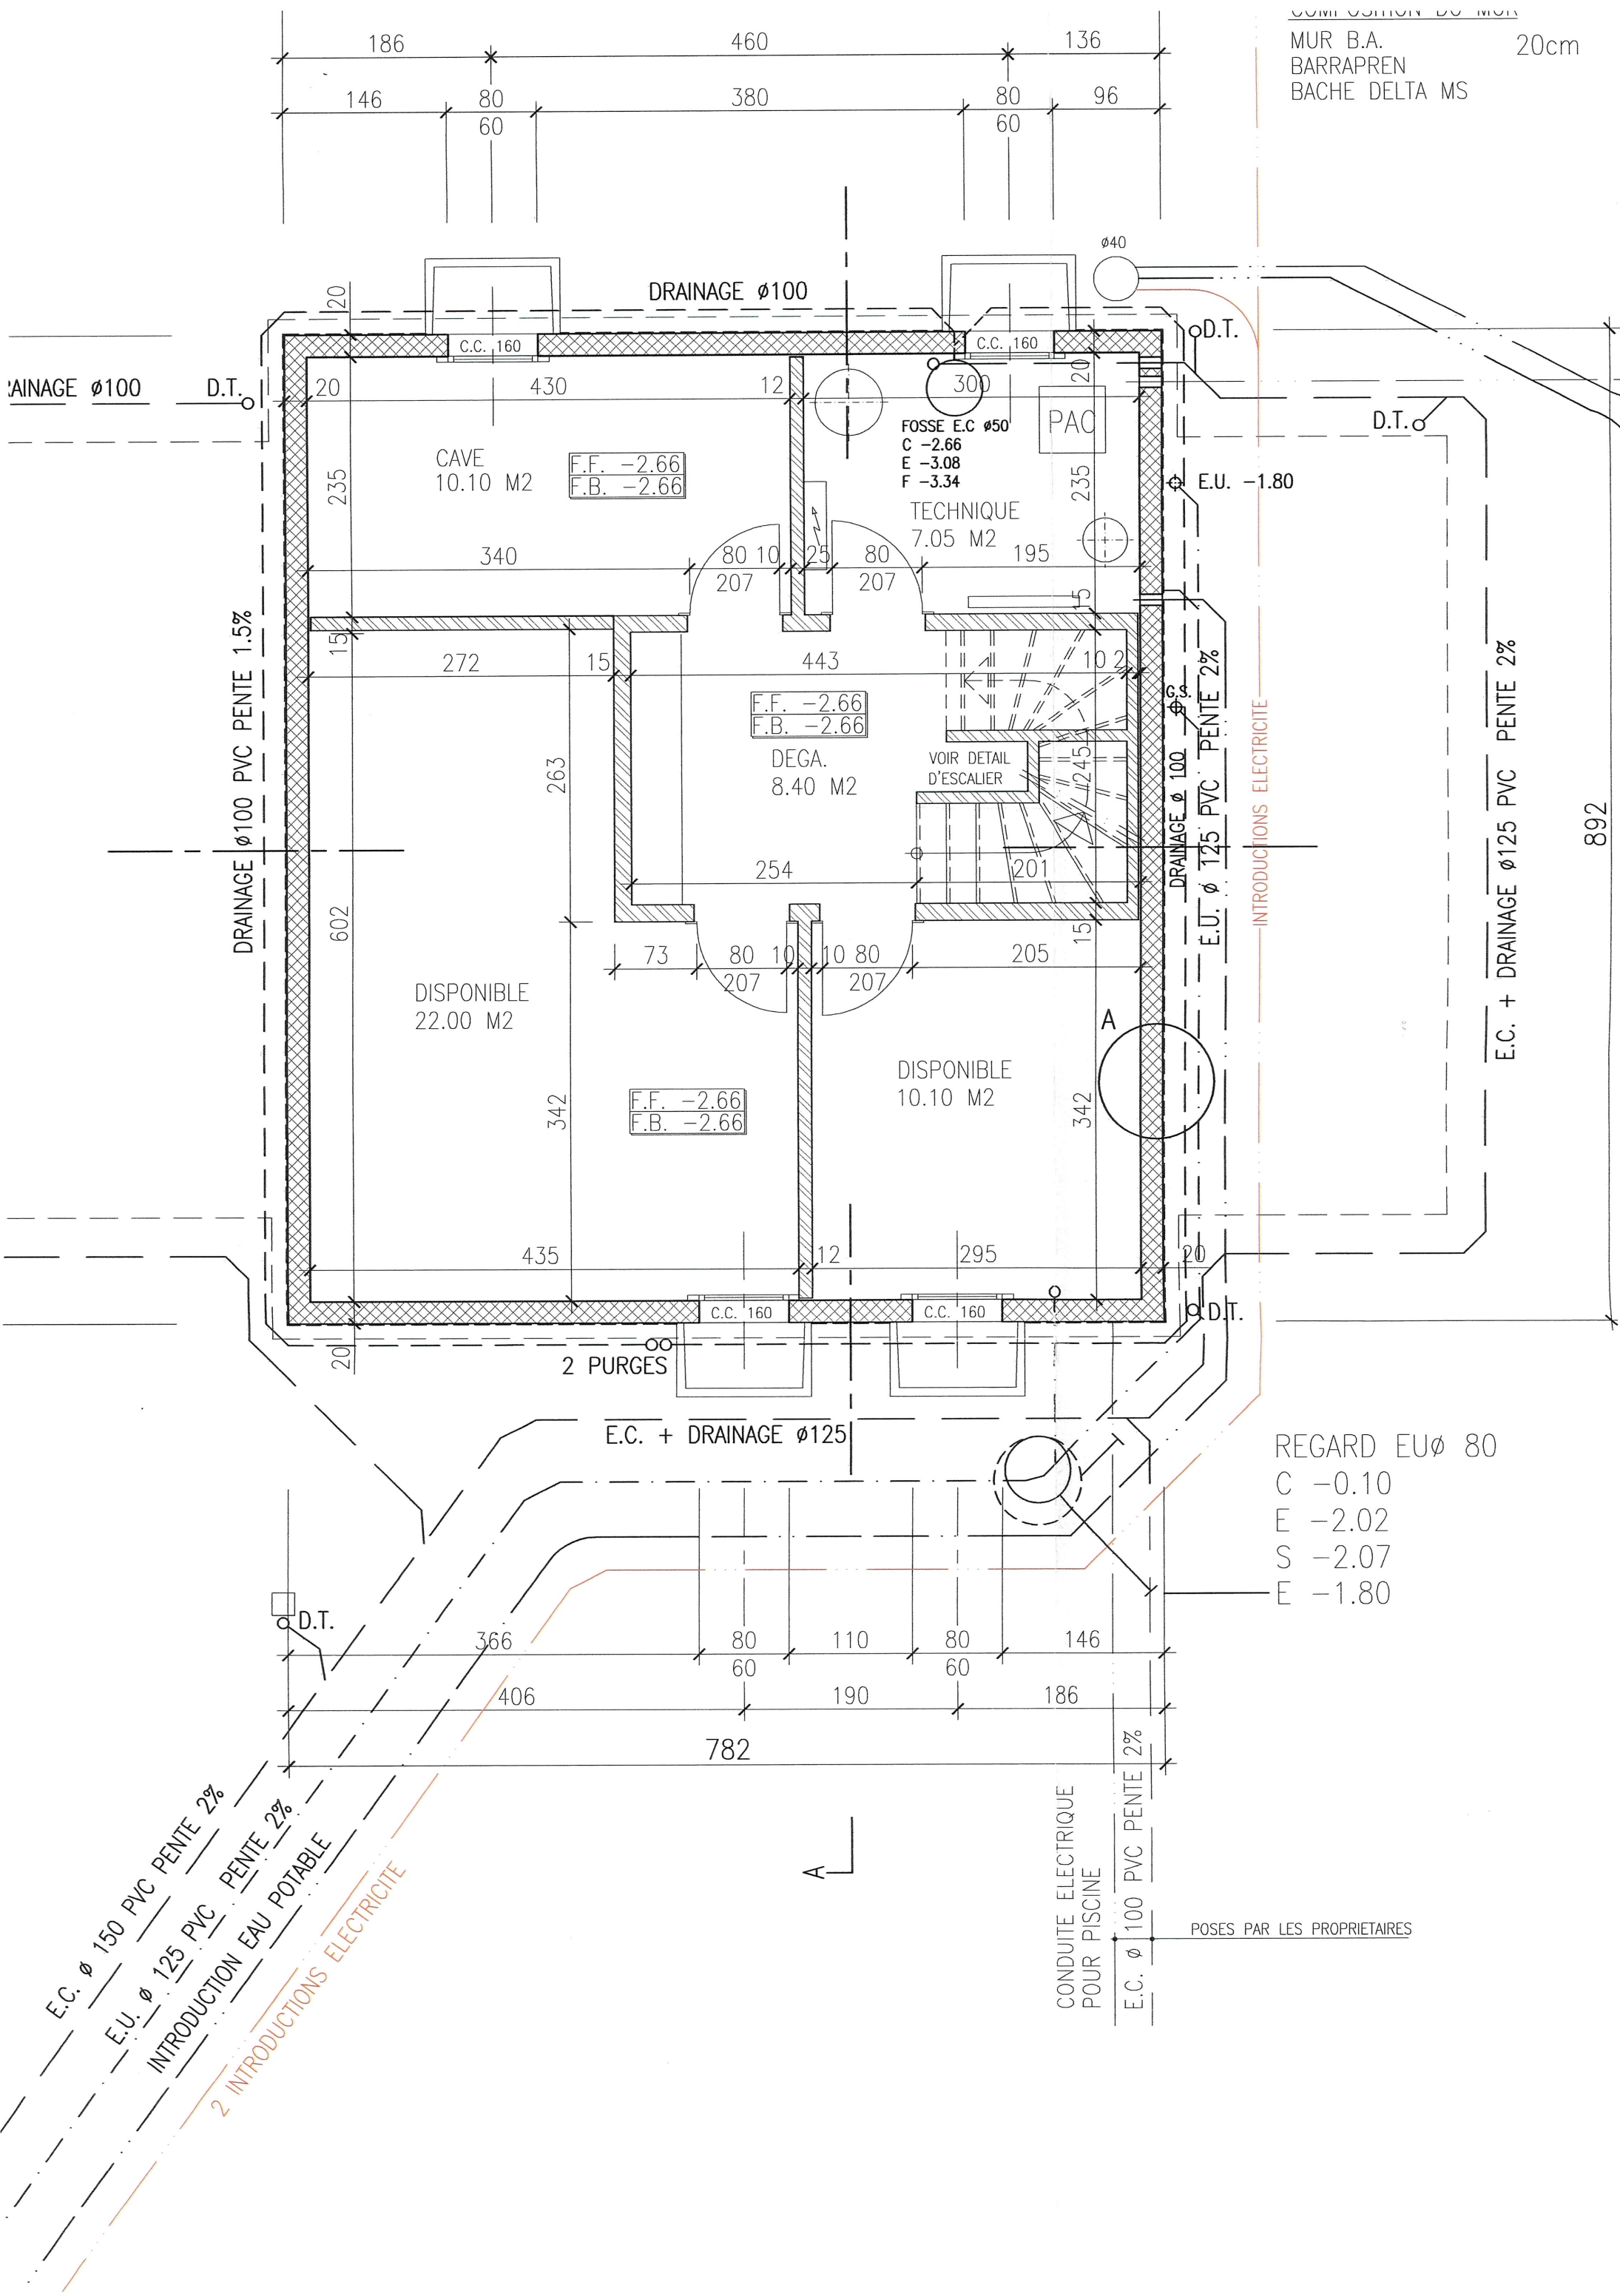 COMPOSITION DU MUR
MUR B.A. 20cm
BARRAPREN
BACHE DELTA MS
186 460 136
146 80 380 80 96
60 60
ø40
DRAINAGE ø100
20
C.C. 160
C.C. 160
D.T.
AINAGE ø100 D.T.
20 430 12 300 20
PAC
D.T.
FOSSE E.C ø50
C -2.66
E -3.08
F -3.34
CAVE
10.10 M2
F.F. -2.66
F.B. -2.66
235
235
E.U. -1.80
TECHNIQUE
7.05 M2
340 80 10 25 80 195
207 207
15
15
272 15 443 10 2
F.F. -2.66
F.B. -2.66
G.S.
DEGA.
8.40 M2
VOIR DETAIL
D'ESCALIER
245
263
DRAINAGE ø100 PVC PENTE 1.5%
DRAINAGE ø 100
E.U. ø 125 PVC PENTE 2%
INTRODUCTIONS ELECTRICITE
E.C. + DRAINAGE ø125 PVC PENTE 2%
892
254 201
602
15
73 80 10 10 80 205
207 207
DISPONIBLE
22.00 M2
A
DISPONIBLE
10.10 M2
F.F. -2.66
F.B. -2.66
342
342
435 12 295 20
C.C. 160
C.C. 160
D.T.
20
2 PURGES
E.C. + DRAINAGE ø125
REGARD EUø 80
C -0.10
E -2.02
S -2.07
E -1.80
D.T.
366 80 110 80 146
60 60
406 190 186
782
A
E.C. ø 150 PVC PENTE 2%
E.U. ø 125 PVC PENTE 2%
INTRODUCTION EAU POTABLE
2 INTRODUCTIONS ELECTRICITE
CONDUITE ELECTRIQUE
POUR PISCINE
E.C. ø 100 PVC PENTE 2%
POSES PAR LES PROPRIETAIRES